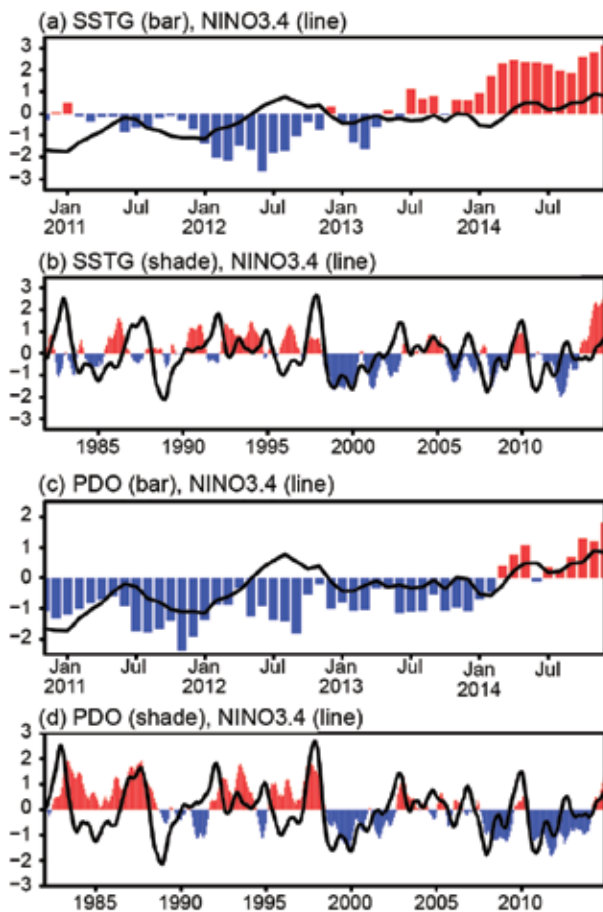 (a) SSTG (bar), NINO3.4 (line)
3
2
1
0
−1
−2
−3
Jan Jul Jan Jul Jan Jul Jan Jul
2011 2012 2013 2014
(b) SSTG (shade), NINO3.4 (line)
3
2
1
0
−1
−2
−3
1985 1990 1995 2000 2005 2010
(c) PDO (bar), NINO3.4 (line)
2
1
0
−1
−2
Jan Jul Jan Jul Jan Jul Jan Jul
2011 2012 2013 2014
(d) PDO (shade), NINO3.4 (line)
3
2
1
0
−1
−2
−3
1985 1990 1995 2000 2005 2010